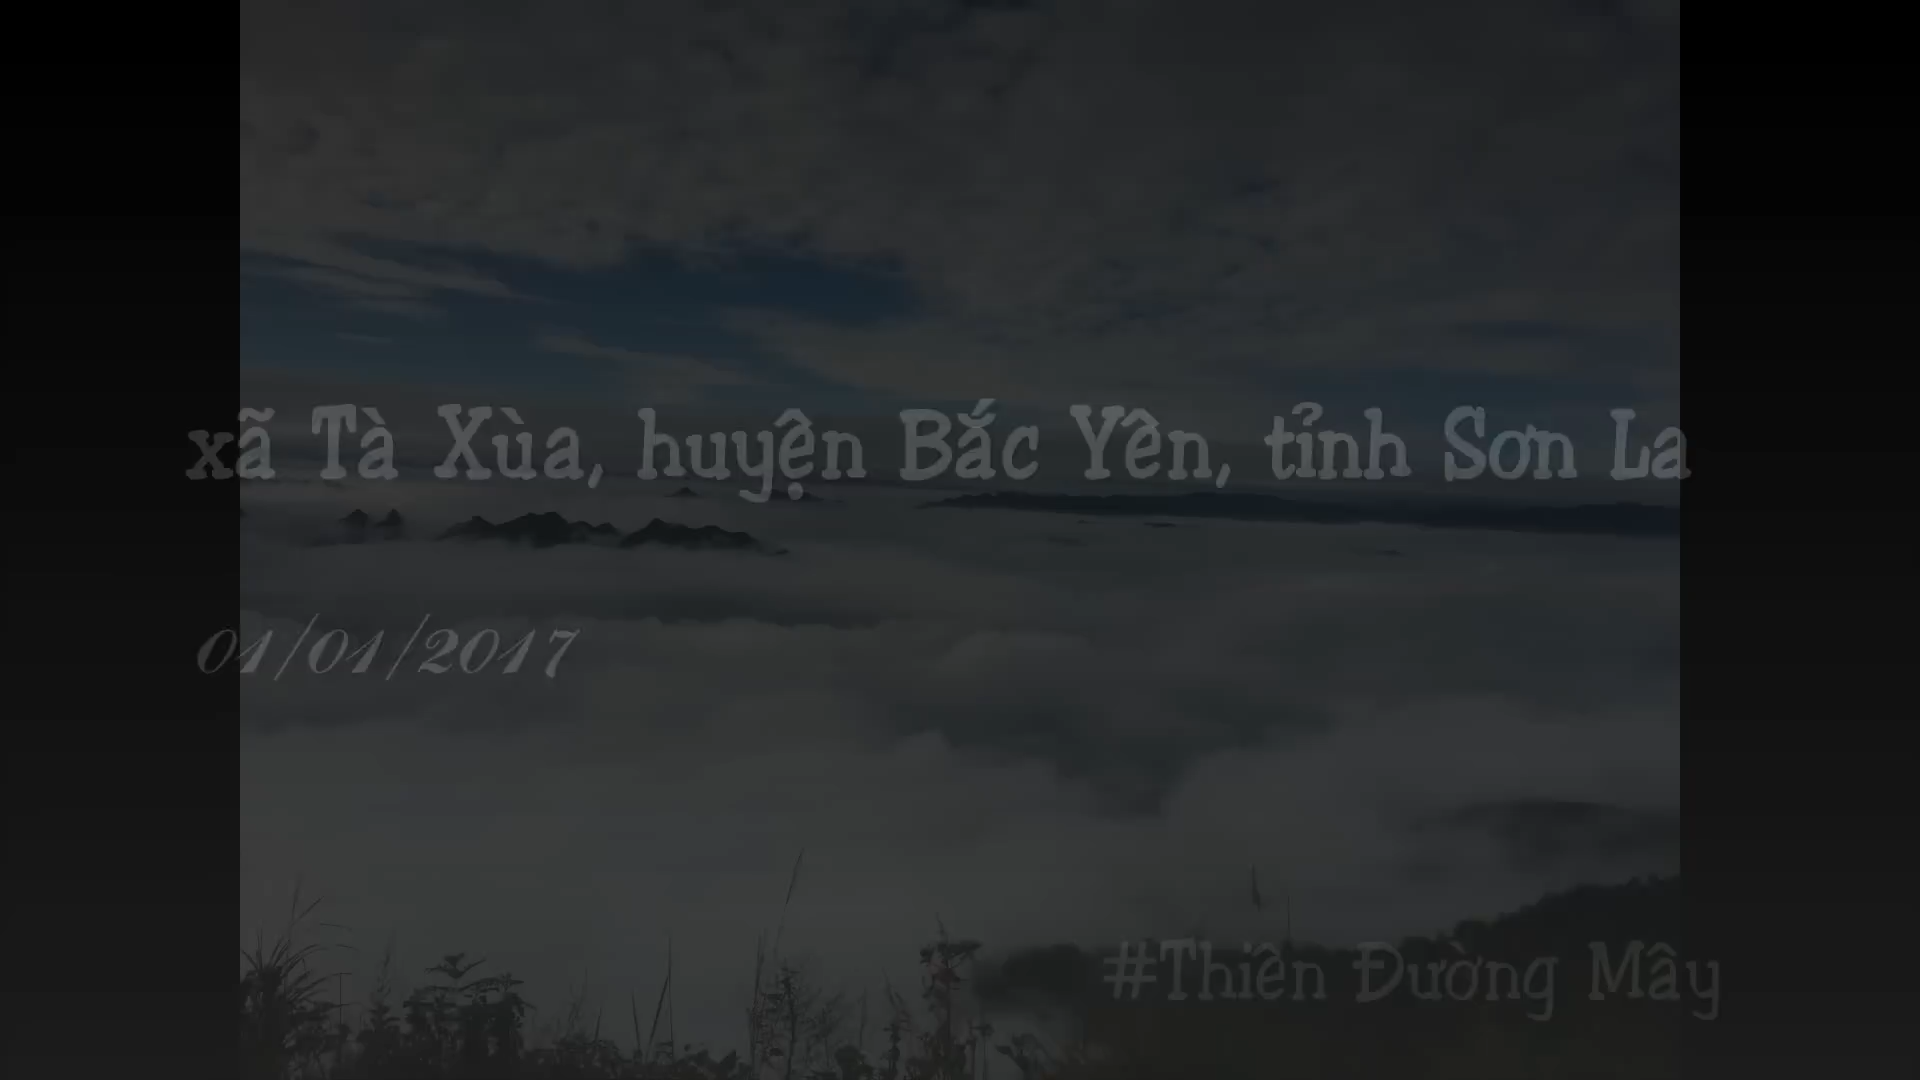 xã Tà Xùa, huyện Bắc Yên, tỉnh Sơn La
01/01/2017
#Thiên Đường Mây